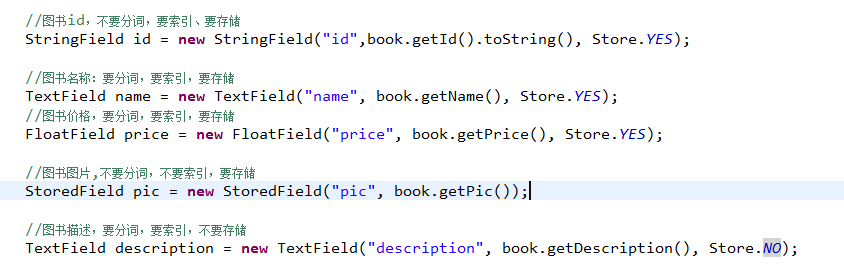 //图书id，不要分词，要索引、要存储
StringField id = new StringField("id",book.getId().toString(), Store.YES);
//图书名称：要分词，要索引，要存储
TextField name = new TextField("name", book.getName(), Store.YES);
//图书价格，要分词，要索引，要存储
FloatField price = new FloatField("price", book.getPrice(), Store.YES);
//图书图片,不要分词，不要索引，要存储
StoredField pic = new StoredField("pic", book.getPic());
//图书描述，要分词，要索引，不要存储
TextField description = new TextField("description", book.getDescription(), Store.NO);